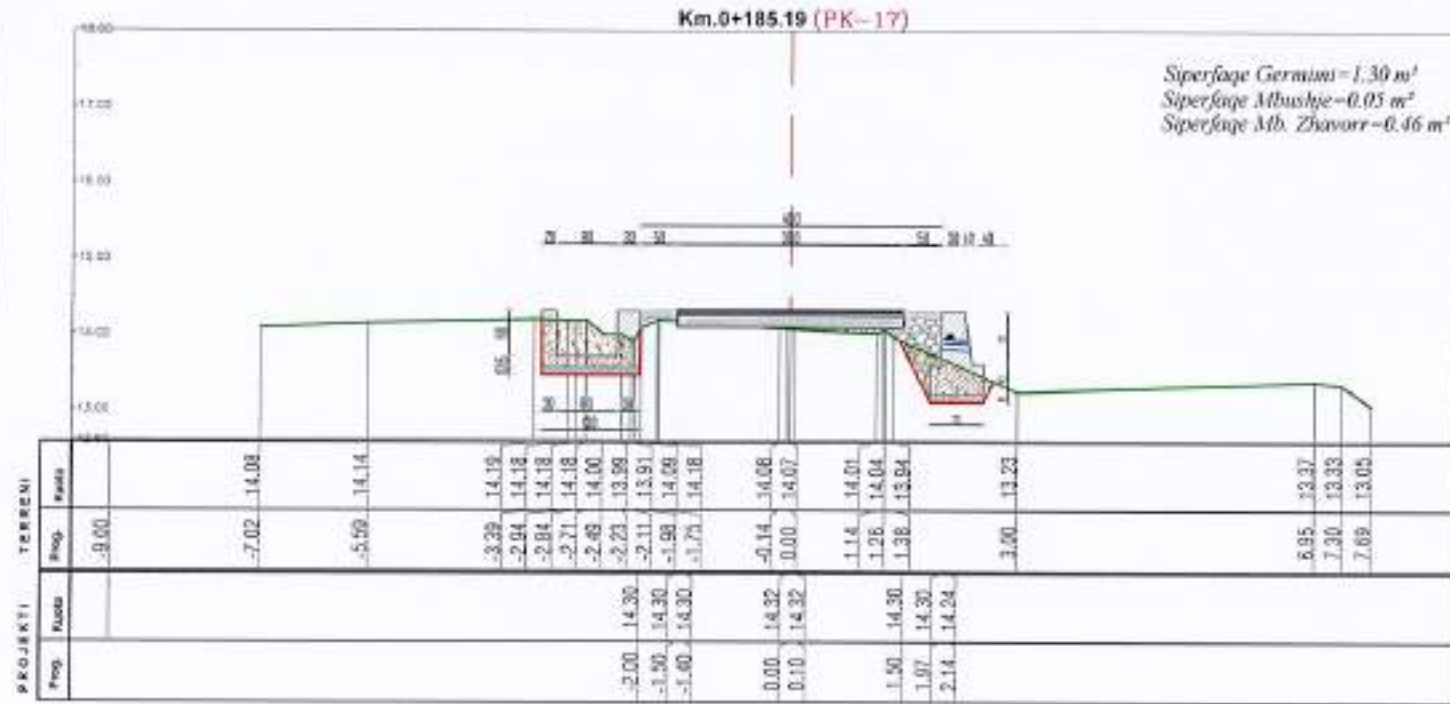 Km.0+185.19 (PK-17)
18.00
Siperfaqe Germimi=1.30 m²
17.00
Siperfaqe Mbushje=0.05 m²
Siperfaqe Mb. Zhavorr=0.46 m²
16.00
15.00
50 300 50
14.00
13.00
TERRENI
Kuota 14.08 14.14 14.19 14.18 14.18 14.18 14.00 13.99 13.91 14.09 14.18 14.08 14.07 14.01 14.04 13.94 13.23 13.37 13.33 13.05
Prog. -9.00 -7.02 -5.59 -3.39 -2.94 -2.84 -2.71 -2.49 -2.23 -2.11 -1.98 -1.75 -0.14 0.00 1.14 1.26 1.38 3.00 6.95 7.30 7.69
PROJEKTI
Kuota 14.30 14.30 14.30 14.32 14.32 14.30 14.30 14.24
Prog. -2.00 -1.50 -1.40 0.00 0.10 1.50 1.97 2.14